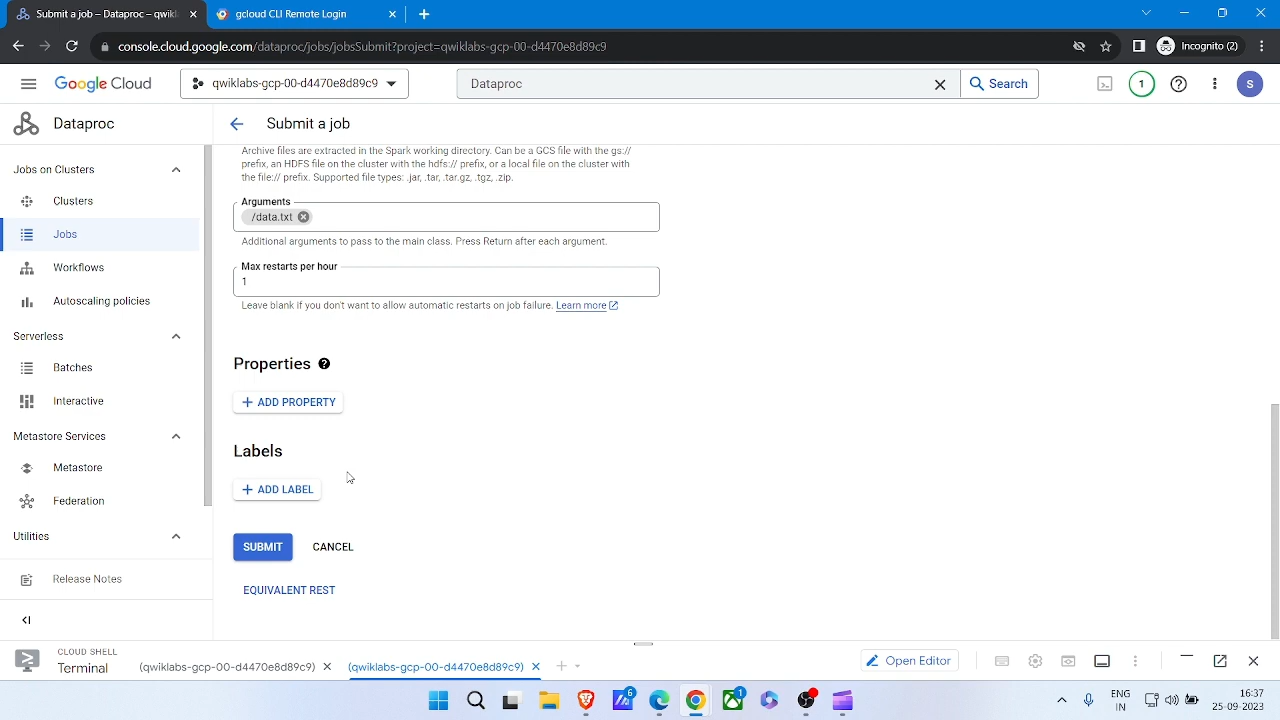 Submit a job – Dataproc – qwikl
gcloud CLI Remote Login
console.cloud.google.com/dataproc/jobs/jobsSubmit?project=qwiklabs-gcp-00-d4470e8d89c9
Incognito (2)
Google Cloud
qwiklabs-gcp-00-d4470e8d89c9
Dataproc
Search
1
S
Dataproc
Submit a job
Jobs on Clusters
Clusters
Jobs
Workflows
Autoscaling policies
Serverless
Batches
Interactive
Metastore Services
Metastore
Federation
Utilities
Release Notes
Archive files are extracted in the Spark working directory. Can be a GCS file with the gs://
prefix, an HDFS file on the cluster with the hdfs:// prefix, or a local file on the cluster with
the file:// prefix. Supported file types: .jar, .tar, .tar.gz, .tgz, .zip.
Arguments
/data.txt
Additional arguments to pass to the main class. Press Return after each argument.
Max restarts per hour
1
Leave blank if you don't want to allow automatic restarts on job failure. Learn more
Properties
ADD PROPERTY
Labels
ADD LABEL
SUBMIT
CANCEL
EQUIVALENT REST
CLOUD SHELL
Terminal
(qwiklabs-gcp-00-d4470e8d89c9)
(qwiklabs-gcp-00-d4470e8d89c9)
Open Editor
6
1
ENG
IN
16:37
25-09-2023